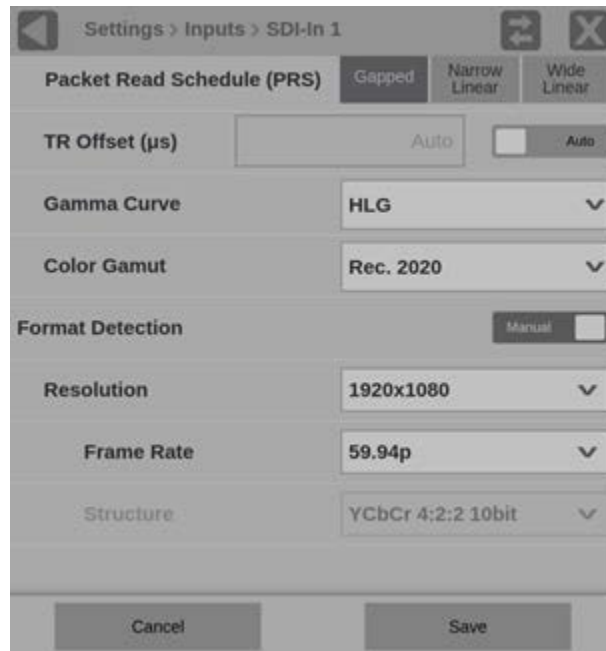 Settings > Inputs > SDI-In 1
Packet Read Schedule (PRS)
Gapped
Narrow
Linear
Wide
Linear
TR Offset (µs)
Auto
Auto
Gamma Curve
HLG
Color Gamut
Rec. 2020
Format Detection
Manual
Resolution
1920x1080
Frame Rate
59.94p
Structure
YCbCr 4:2:2 10bit
Cancel
Save